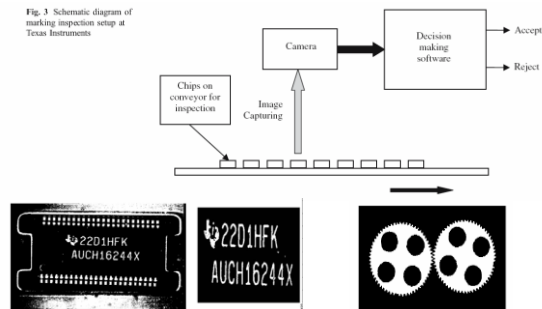 Fig. 3 Schematic diagram of
marking inspection setup at
Texas Instruments
Camera
Decision
making
software
Accept
Reject
Chips on
conveyor for
inspection
Image
Capturing
22D1HFK
AUCH16244X
22D1HFK
AUCH16244X